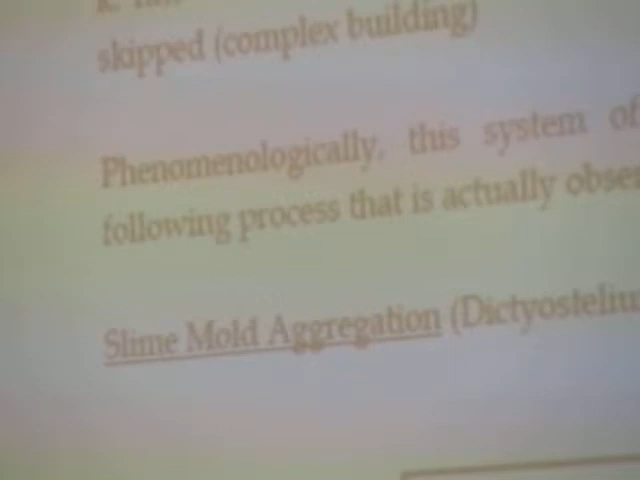 skipped (complex building)
Phenomenologically, this system of
following process that is actually obse
Slime Mold Aggregation (Dictyosteliu